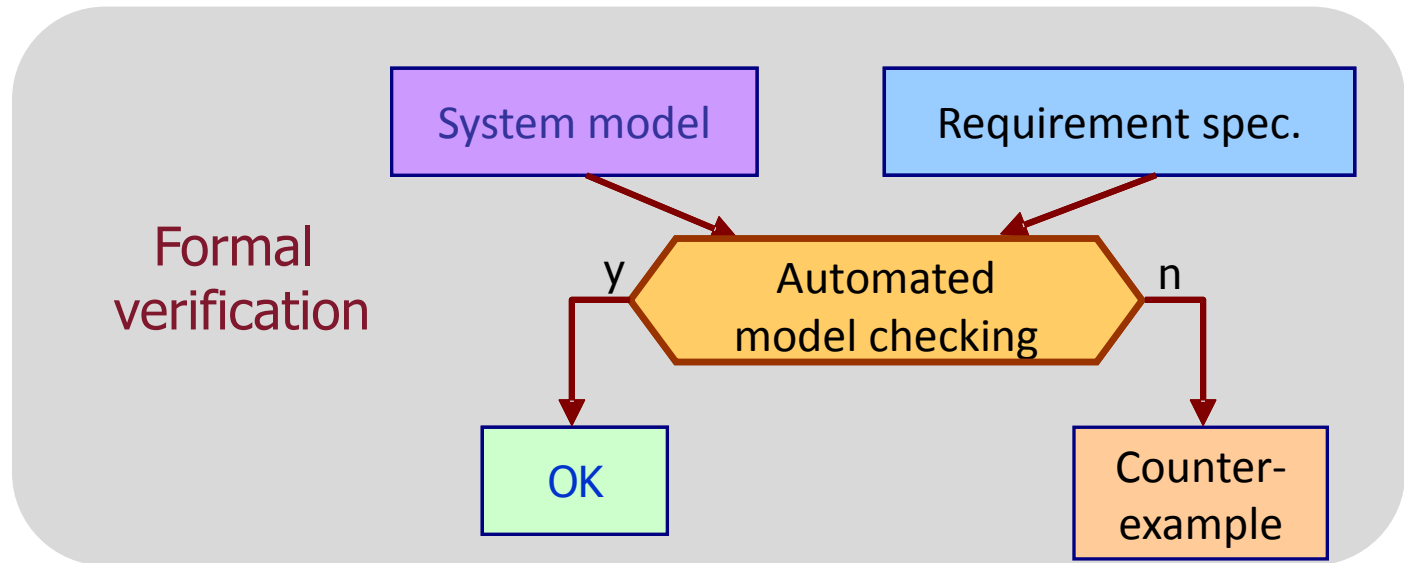 System model
Requirement spec.
Formal
verification
y
Automated
model checking
n
OK
Counter-
example